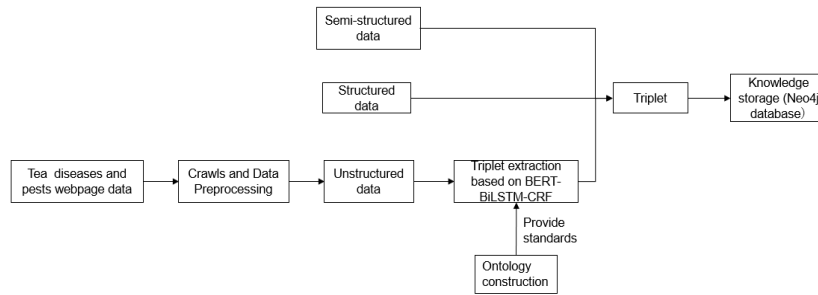 Semi-structured
data
Structured
data
Triplet
Knowledge
storage (Neo4j
database）
Tea diseases and
pests webpage data
Crawls and Data
Preprocessing
Unstructured
data
Triplet extraction
based on BERT-
BiLSTM-CRF
Provide
standards
Ontology
construction